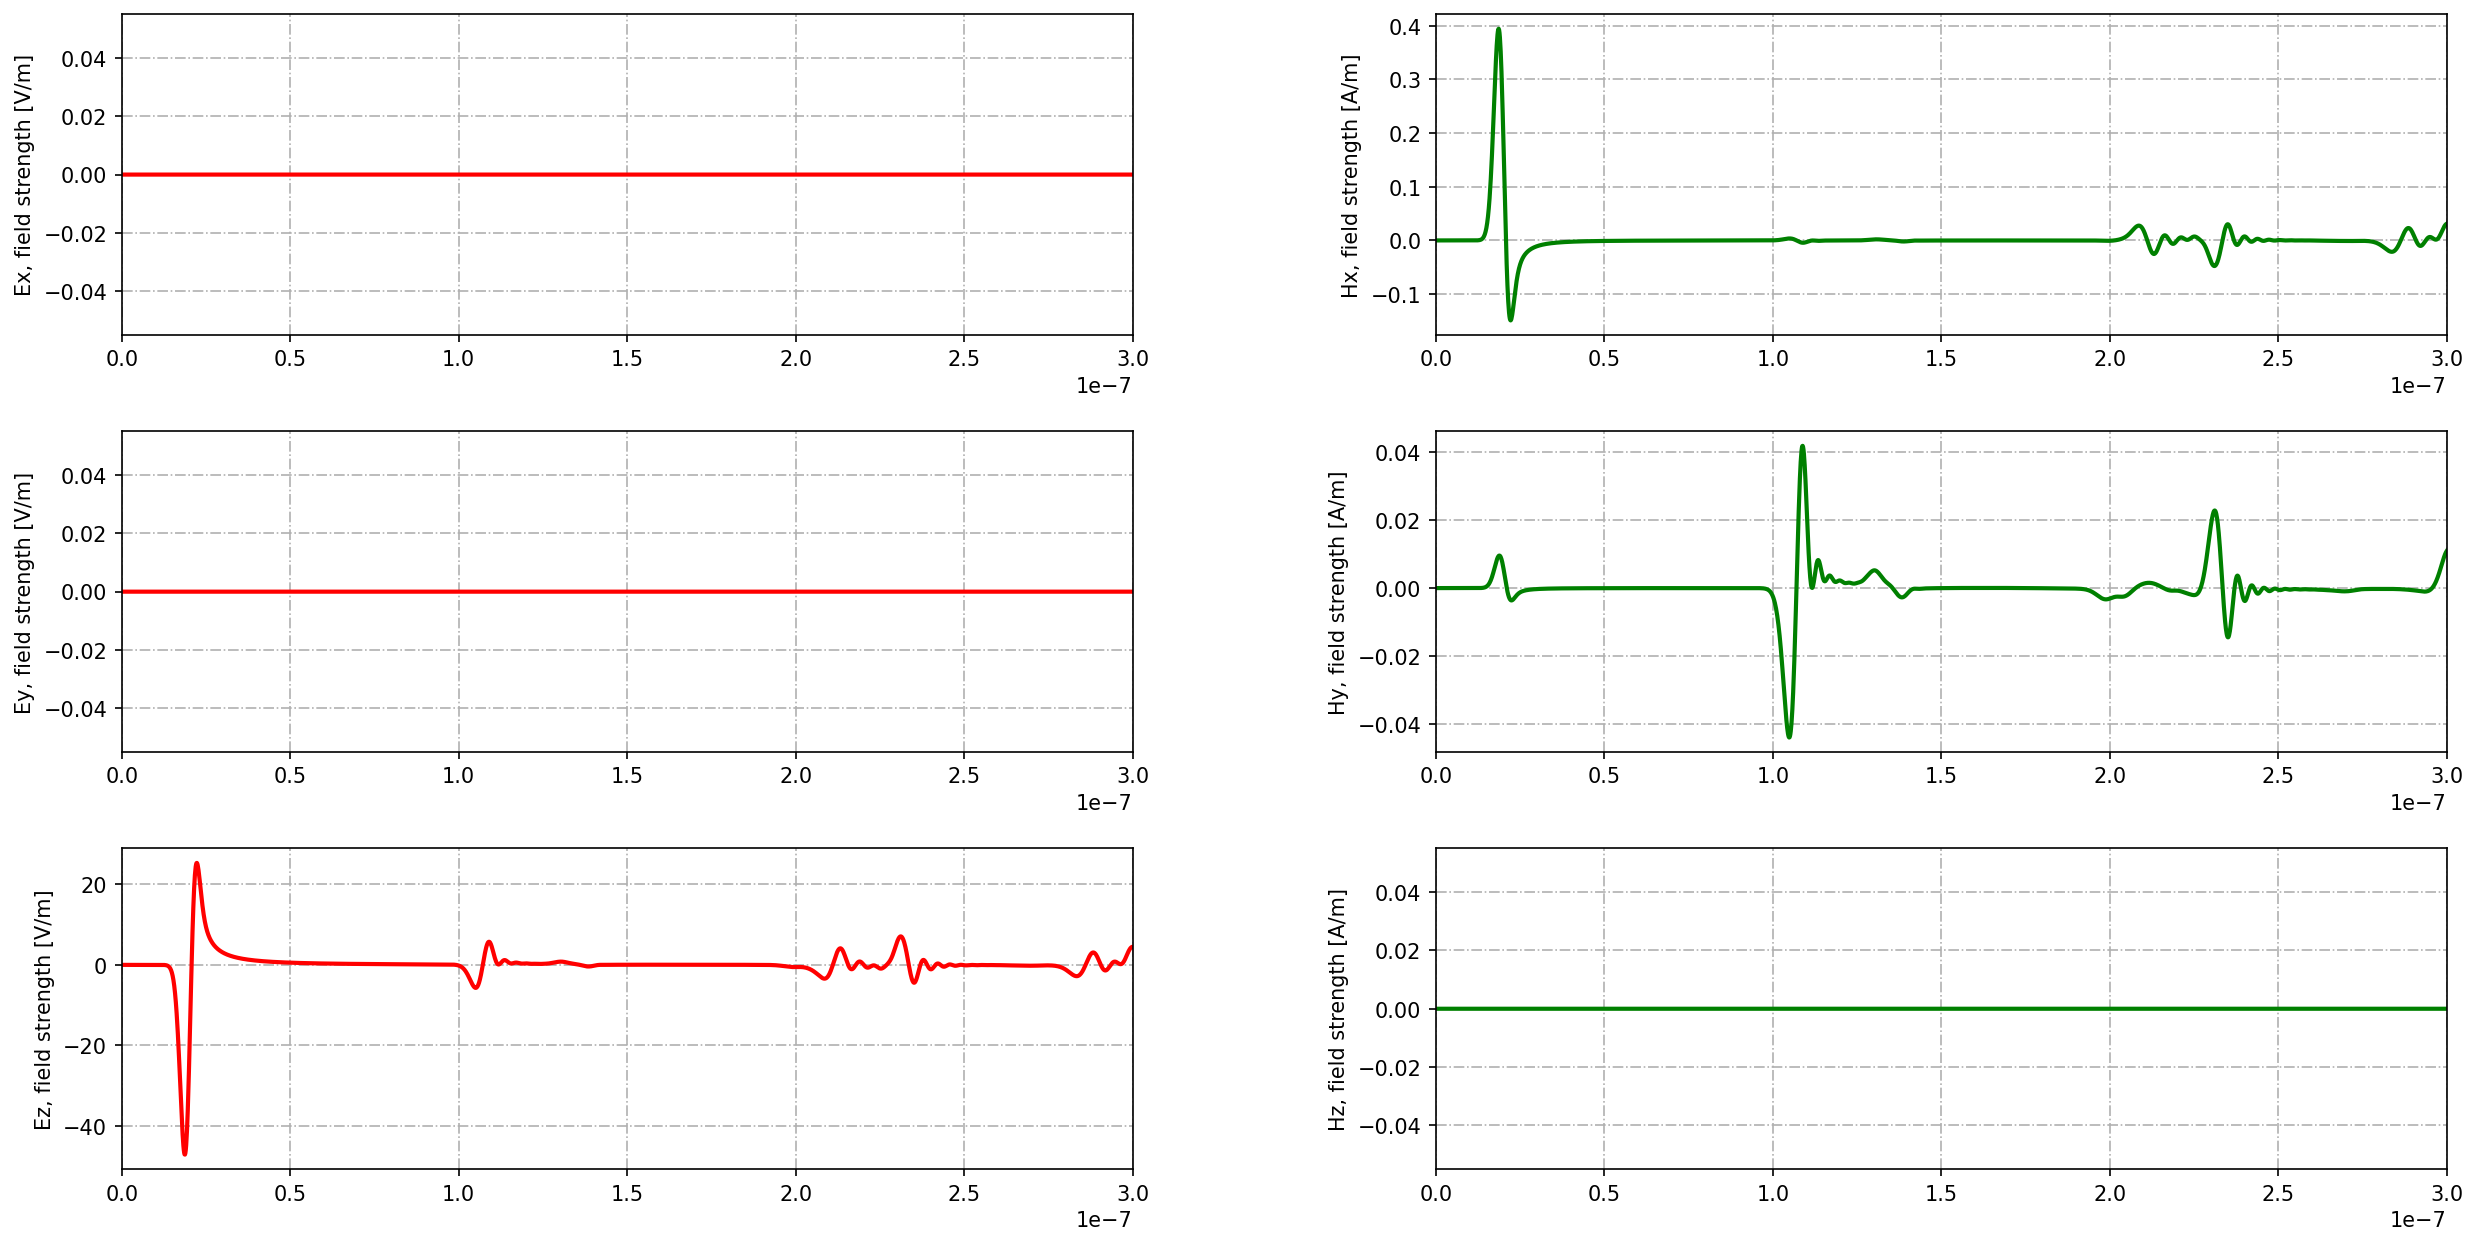 Ex, field strength [V/m]
0.04
0.02
0.00
−0.02
−0.04
0.0 0.5 1.0 1.5 2.0 2.5 3.0
1e−7
Hx, field strength [A/m]
0.4
0.3
0.2
0.1
0.0
−0.1
0.0 0.5 1.0 1.5 2.0 2.5 3.0
1e−7
Ey, field strength [V/m]
0.04
0.02
0.00
−0.02
−0.04
0.0 0.5 1.0 1.5 2.0 2.5 3.0
1e−7
Hy, field strength [A/m]
0.04
0.02
0.00
−0.02
−0.04
0.0 0.5 1.0 1.5 2.0 2.5 3.0
1e−7
Ez, field strength [V/m]
20
0
−20
−40
0.0 0.5 1.0 1.5 2.0 2.5 3.0
1e−7
Hz, field strength [A/m]
0.04
0.02
0.00
−0.02
−0.04
0.0 0.5 1.0 1.5 2.0 2.5 3.0
1e−7